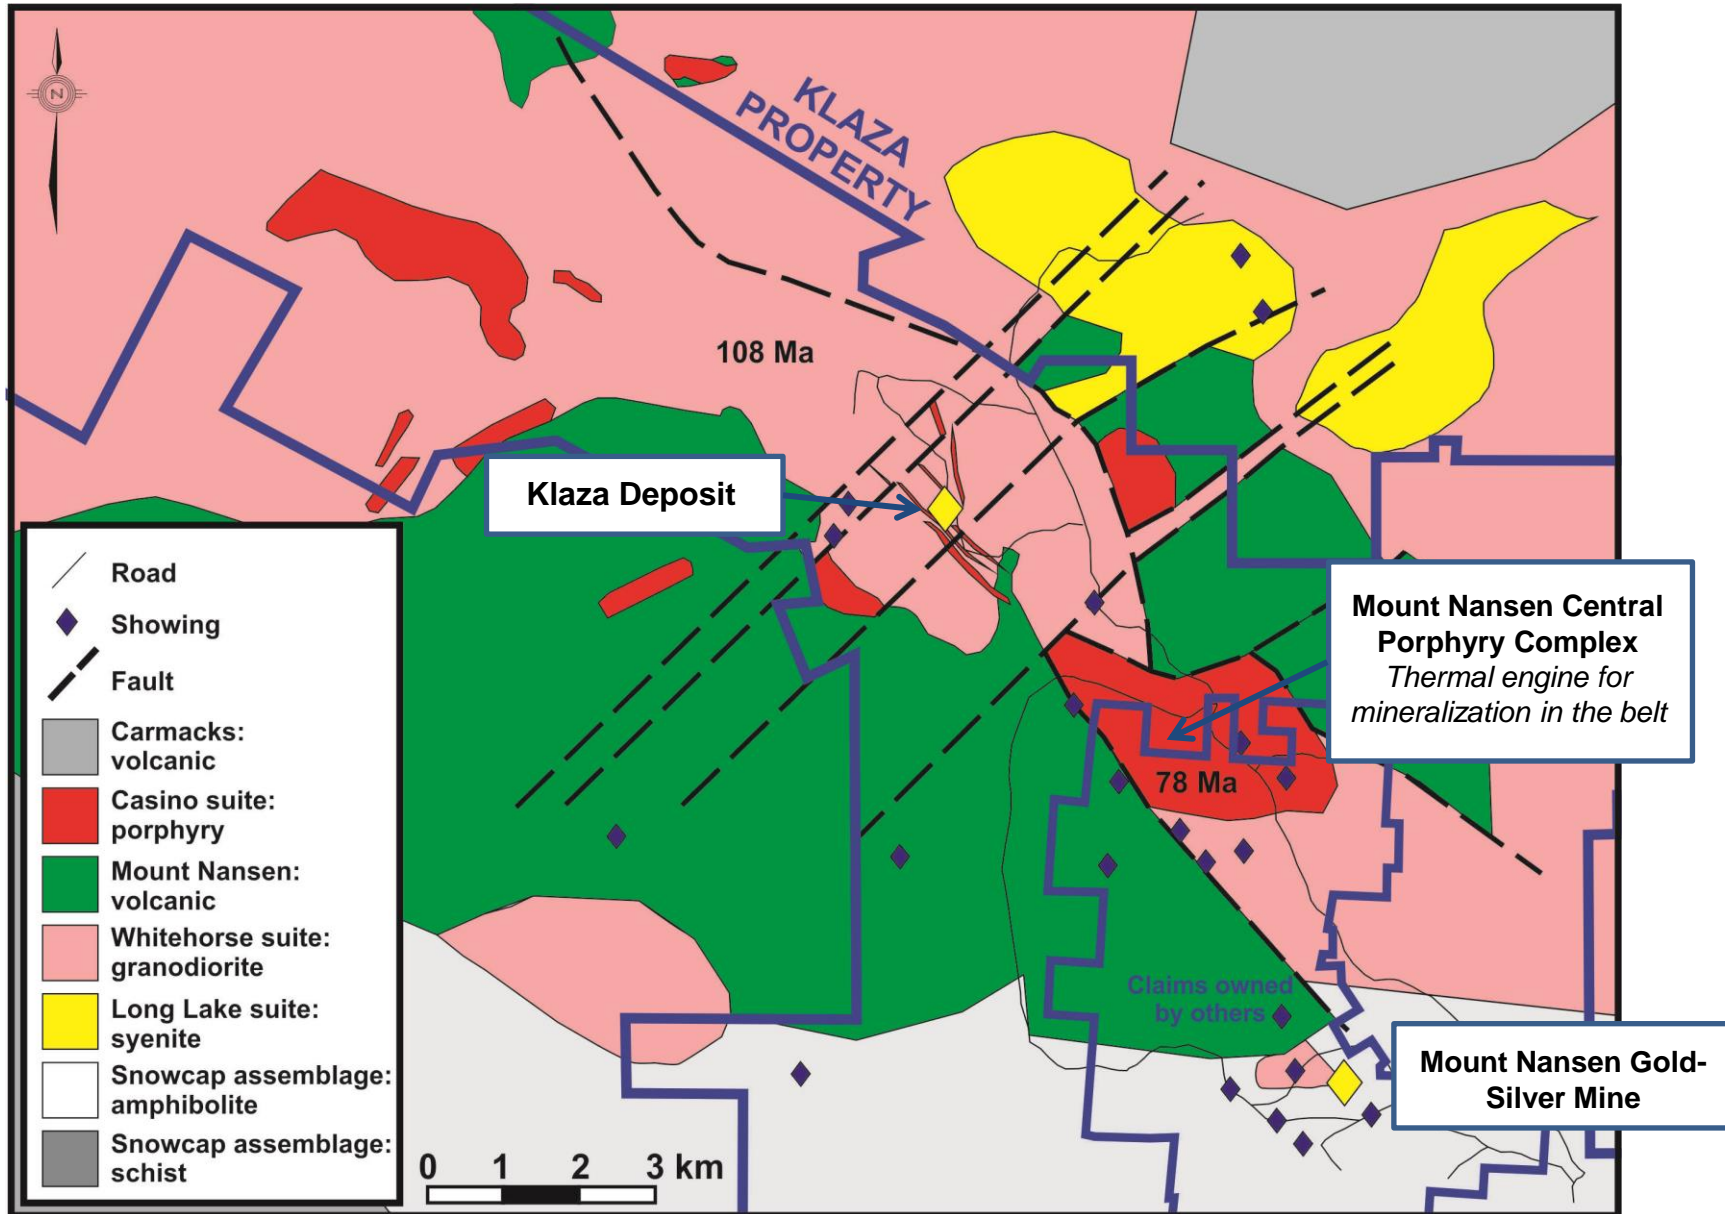 N
KLAZA
PROPERTY
108 Ma
Klaza Deposit
Mount Nansen Central
Porphyry Complex
Thermal engine for
mineralization in the belt
78 Ma
Claims owned
by others
Mount Nansen Gold-
Silver Mine
Road
Showing
Fault
Carmacks:
volcanic
Casino suite:
porphyry
Mount Nansen:
volcanic
Whitehorse suite:
granodiorite
Long Lake suite:
syenite
Snowcap assemblage:
amphibolite
Snowcap assemblage:
schist
0 1 2 3 km